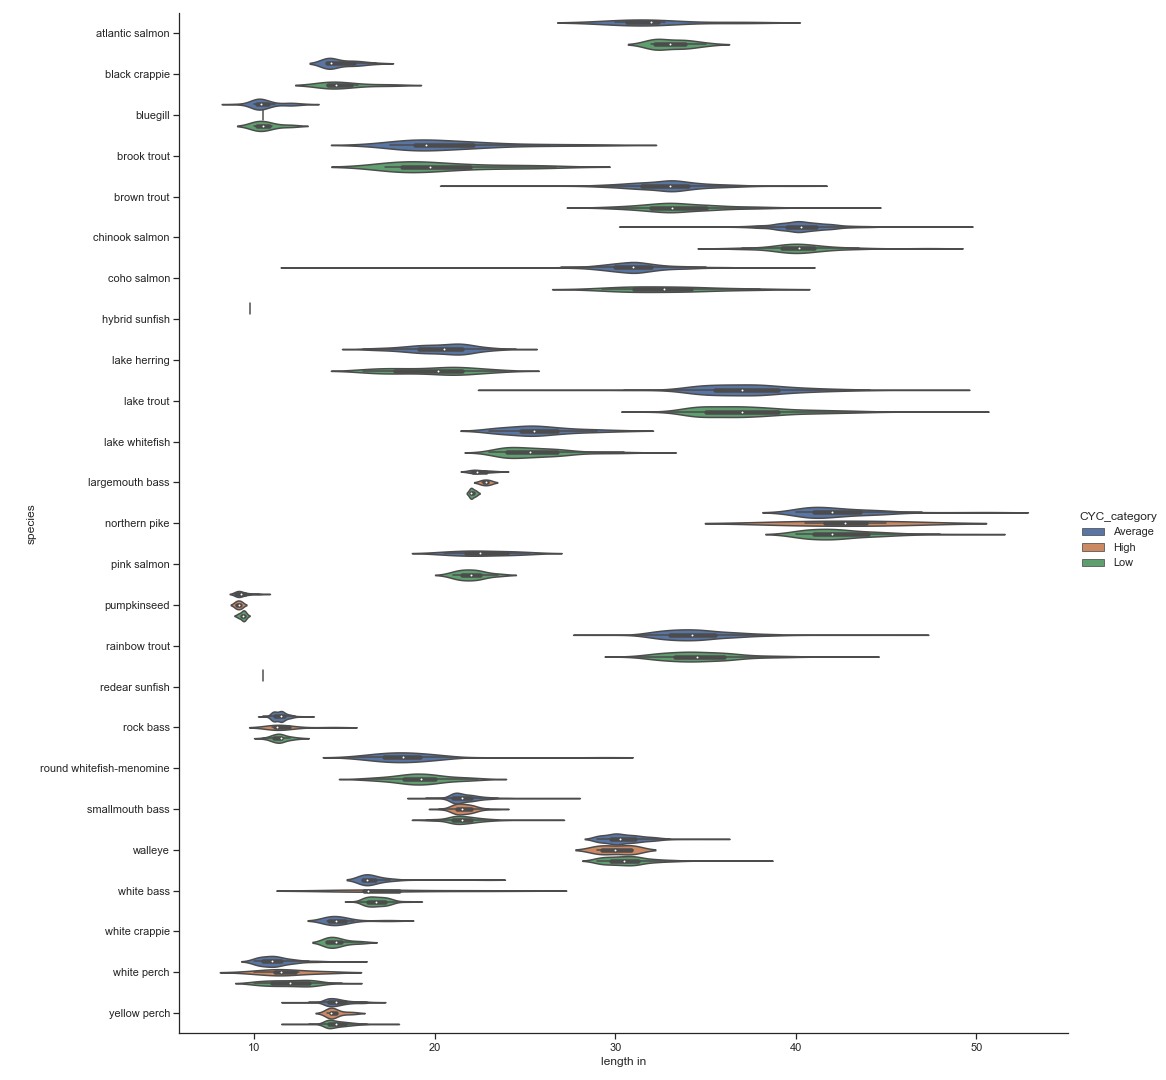 atlantic salmon
black crappie
bluegill
brook trout
brown trout
chinook salmon
coho salmon
hybrid sunfish
lake herring
lake trout
lake whitefish
largemouth bass
northern pike
pink salmon
pumpkinseed
rainbow trout
redear sunfish
rock bass
round whitefish-menomine
smallmouth bass
walleye
white bass
white crappie
white perch
yellow perch
species
10 20 30 40 50
length in
CYC_category
Average
High
Low